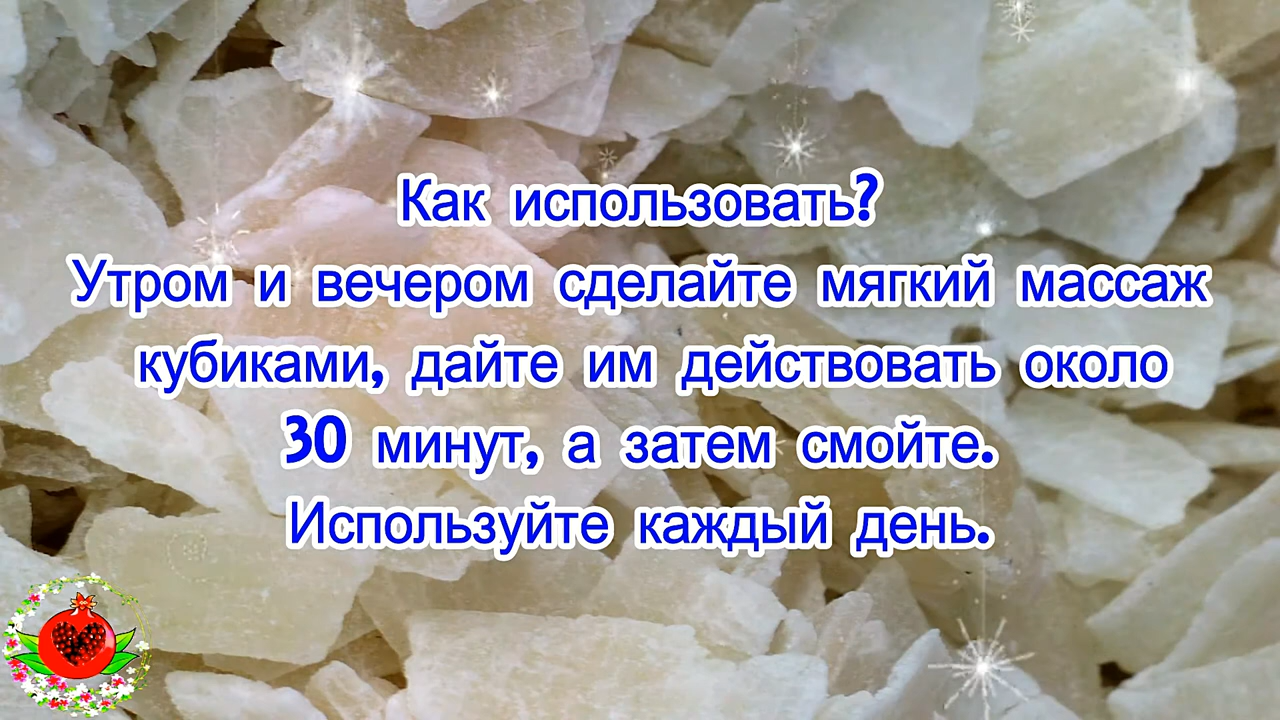 Как использовать?
Утром и вечером сделайте мягкий массаж
кубиками, дайте им действовать около
30 минут, а затем смойте.
Используйте каждый день.